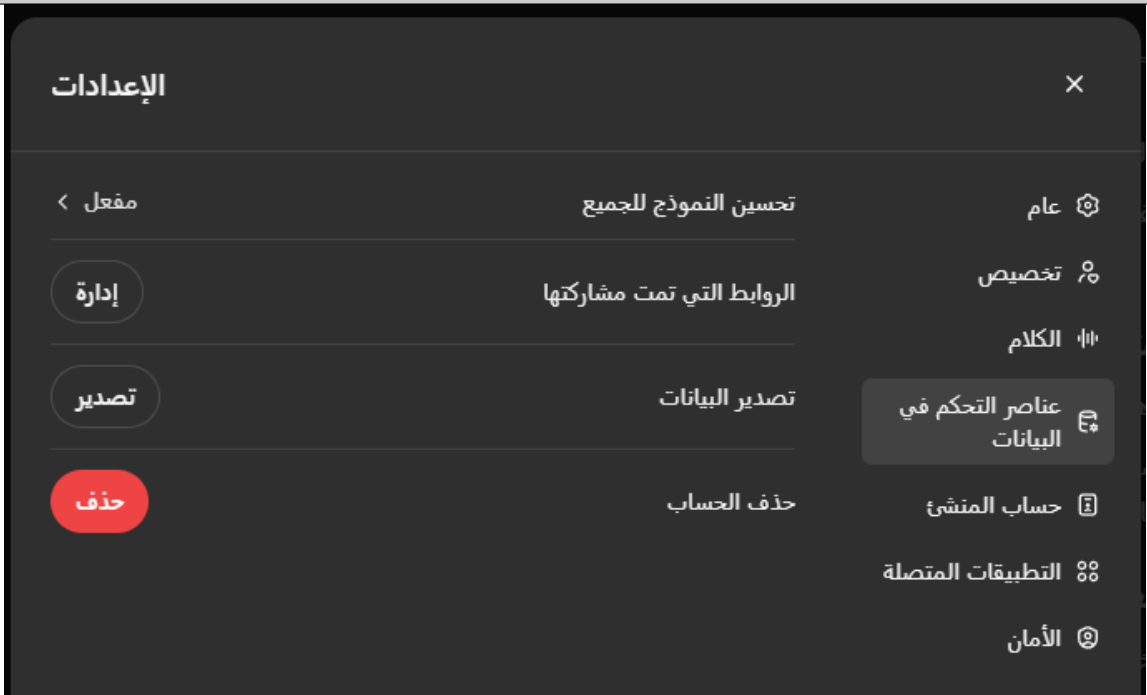 الإعدادات
عام
تخصيص
الكلام
عناصر التحكم في
البيانات
حساب المنشئ
التطبيقات المتصلة
الأمان
تحسين النموذج للجميع
مفعل
الروابط التي تمت مشاركتها
إدارة
تصدير البيانات
تصدير
حذف الحساب
حذف